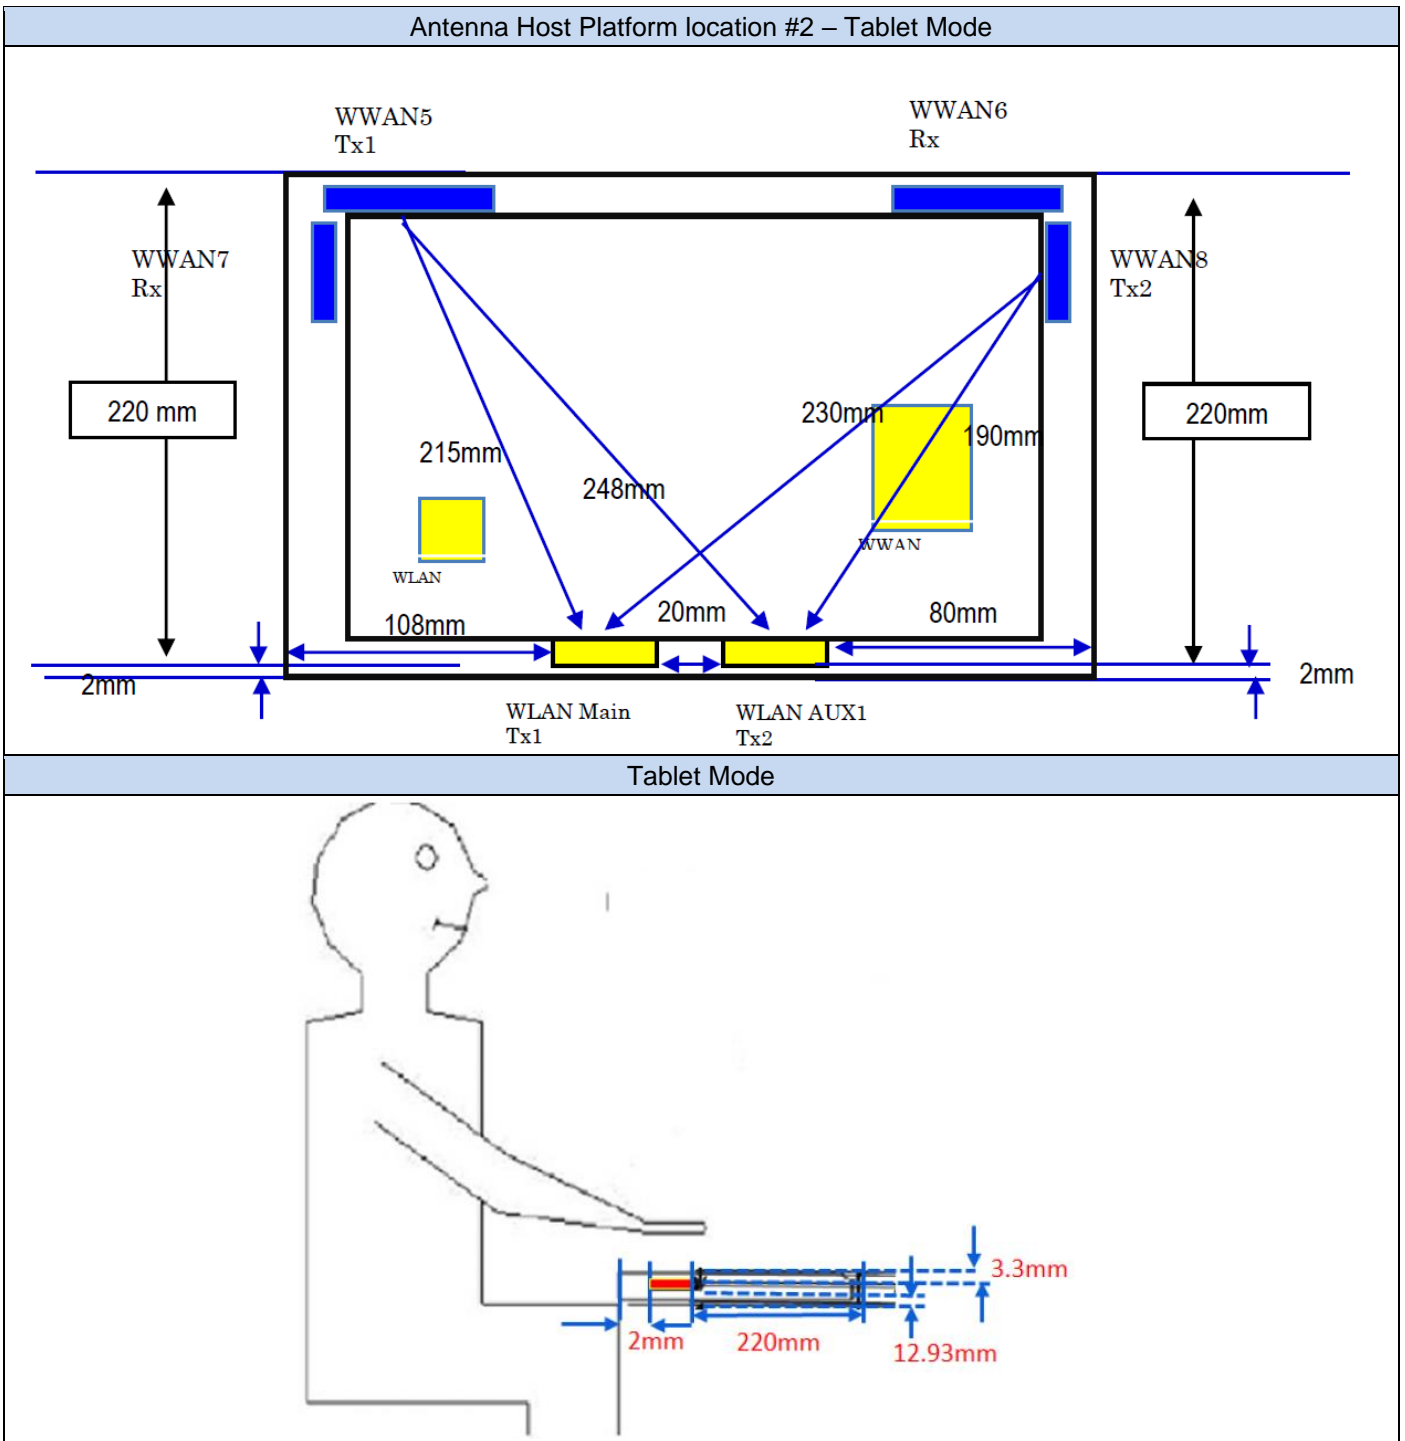 Antenna Host Platform location #2 – Tablet Mode
WWAN5
Tx1
WWAN6
Rx
WWAN7
Rx
WWAN8
Tx2
220 mm
220mm
215mm
248mm
230mm
190mm
WLAN
WWAN
108mm
20mm
80mm
2mm
2mm
WLAN Main
Tx1
WLAN AUX1
Tx2
Tablet Mode
3.3mm
2mm
220mm
12.93mm